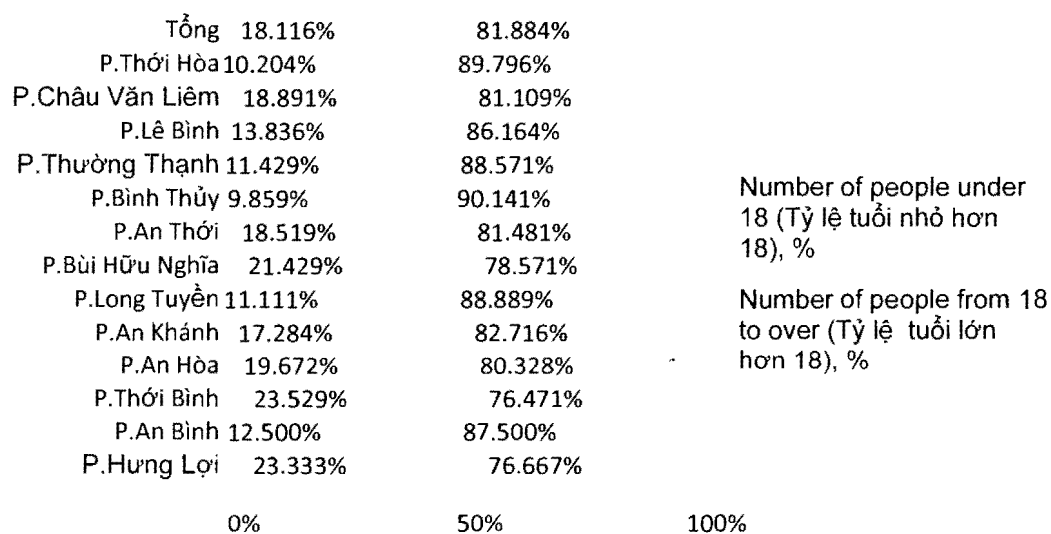 Tổng 18.116% 81.884%
P.Thới Hòa 10.204% 89.796%
P.Châu Văn Liêm 18.891% 81.109%
P.Lê Bình 13.836% 86.164%
P.Thường Thạnh 11.429% 88.571%
P.Bình Thủy 9.859% 90.141%
P.An Thới 18.519% 81.481%
P.Bùi Hữu Nghĩa 21.429% 78.571%
P.Long Tuyền 11.111% 88.889%
P.An Khánh 17.284% 82.716%
P.An Hòa 19.672% 80.328%
P.Thới Bình 23.529% 76.471%
P.An Bình 12.500% 87.500%
P.Hưng Lợi 23.333% 76.667%
0% 50% 100%
Number of people under
18 (Tỷ lệ tuổi nhỏ hơn
18), %
Number of people from 18
to over (Tỷ lệ tuổi lớn
hơn 18), %